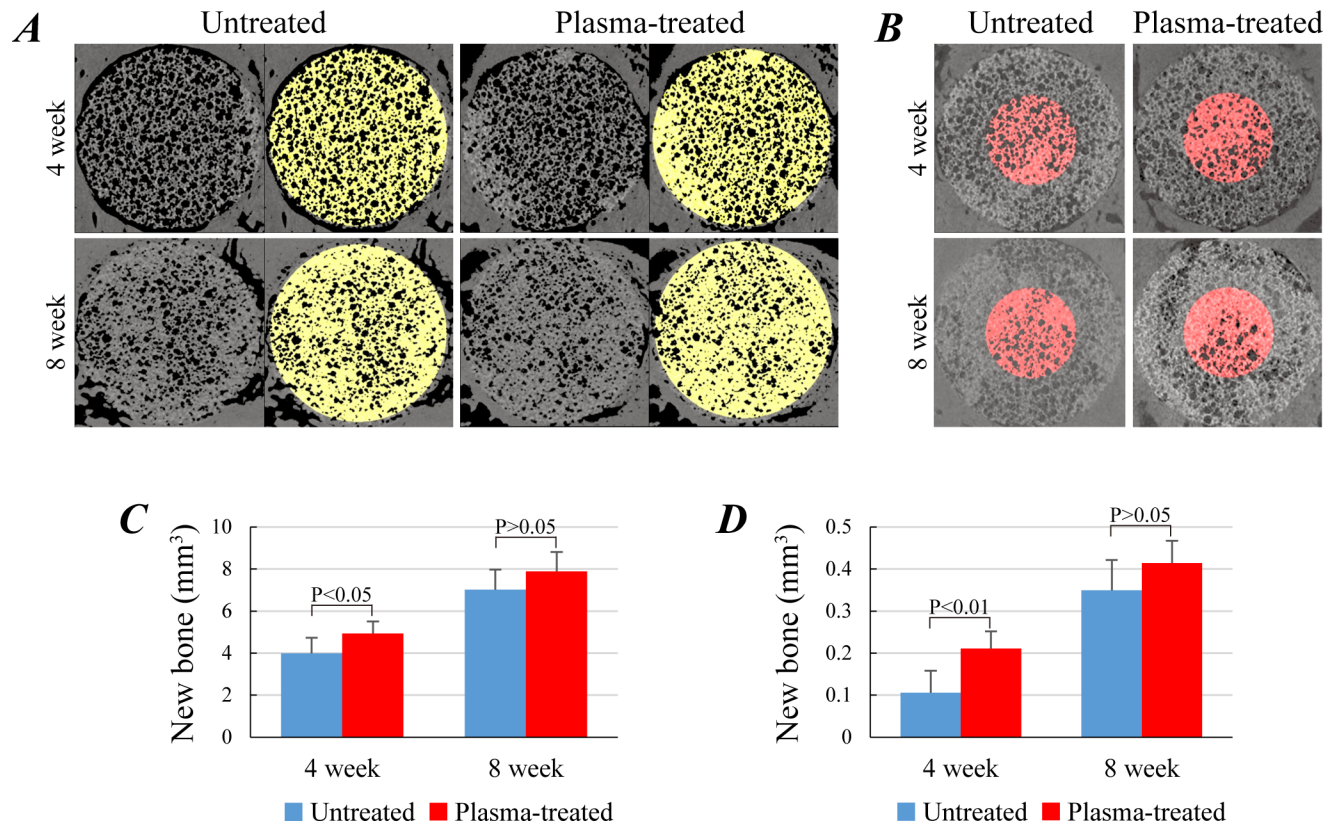 A
Untreated
Plasma-treated
4 week
8 week
B
Untreated
Plasma-treated
4 week
8 week
C
New bone (mm³)
10
8
6
4
2
0
P<0.05
P>0.05
4 week
8 week
Untreated
Plasma-treated
D
New bone (mm³)
0.5
0.4
0.3
0.2
0.1
0
P<0.01
P>0.05
4 week
8 week
Untreated
Plasma-treated